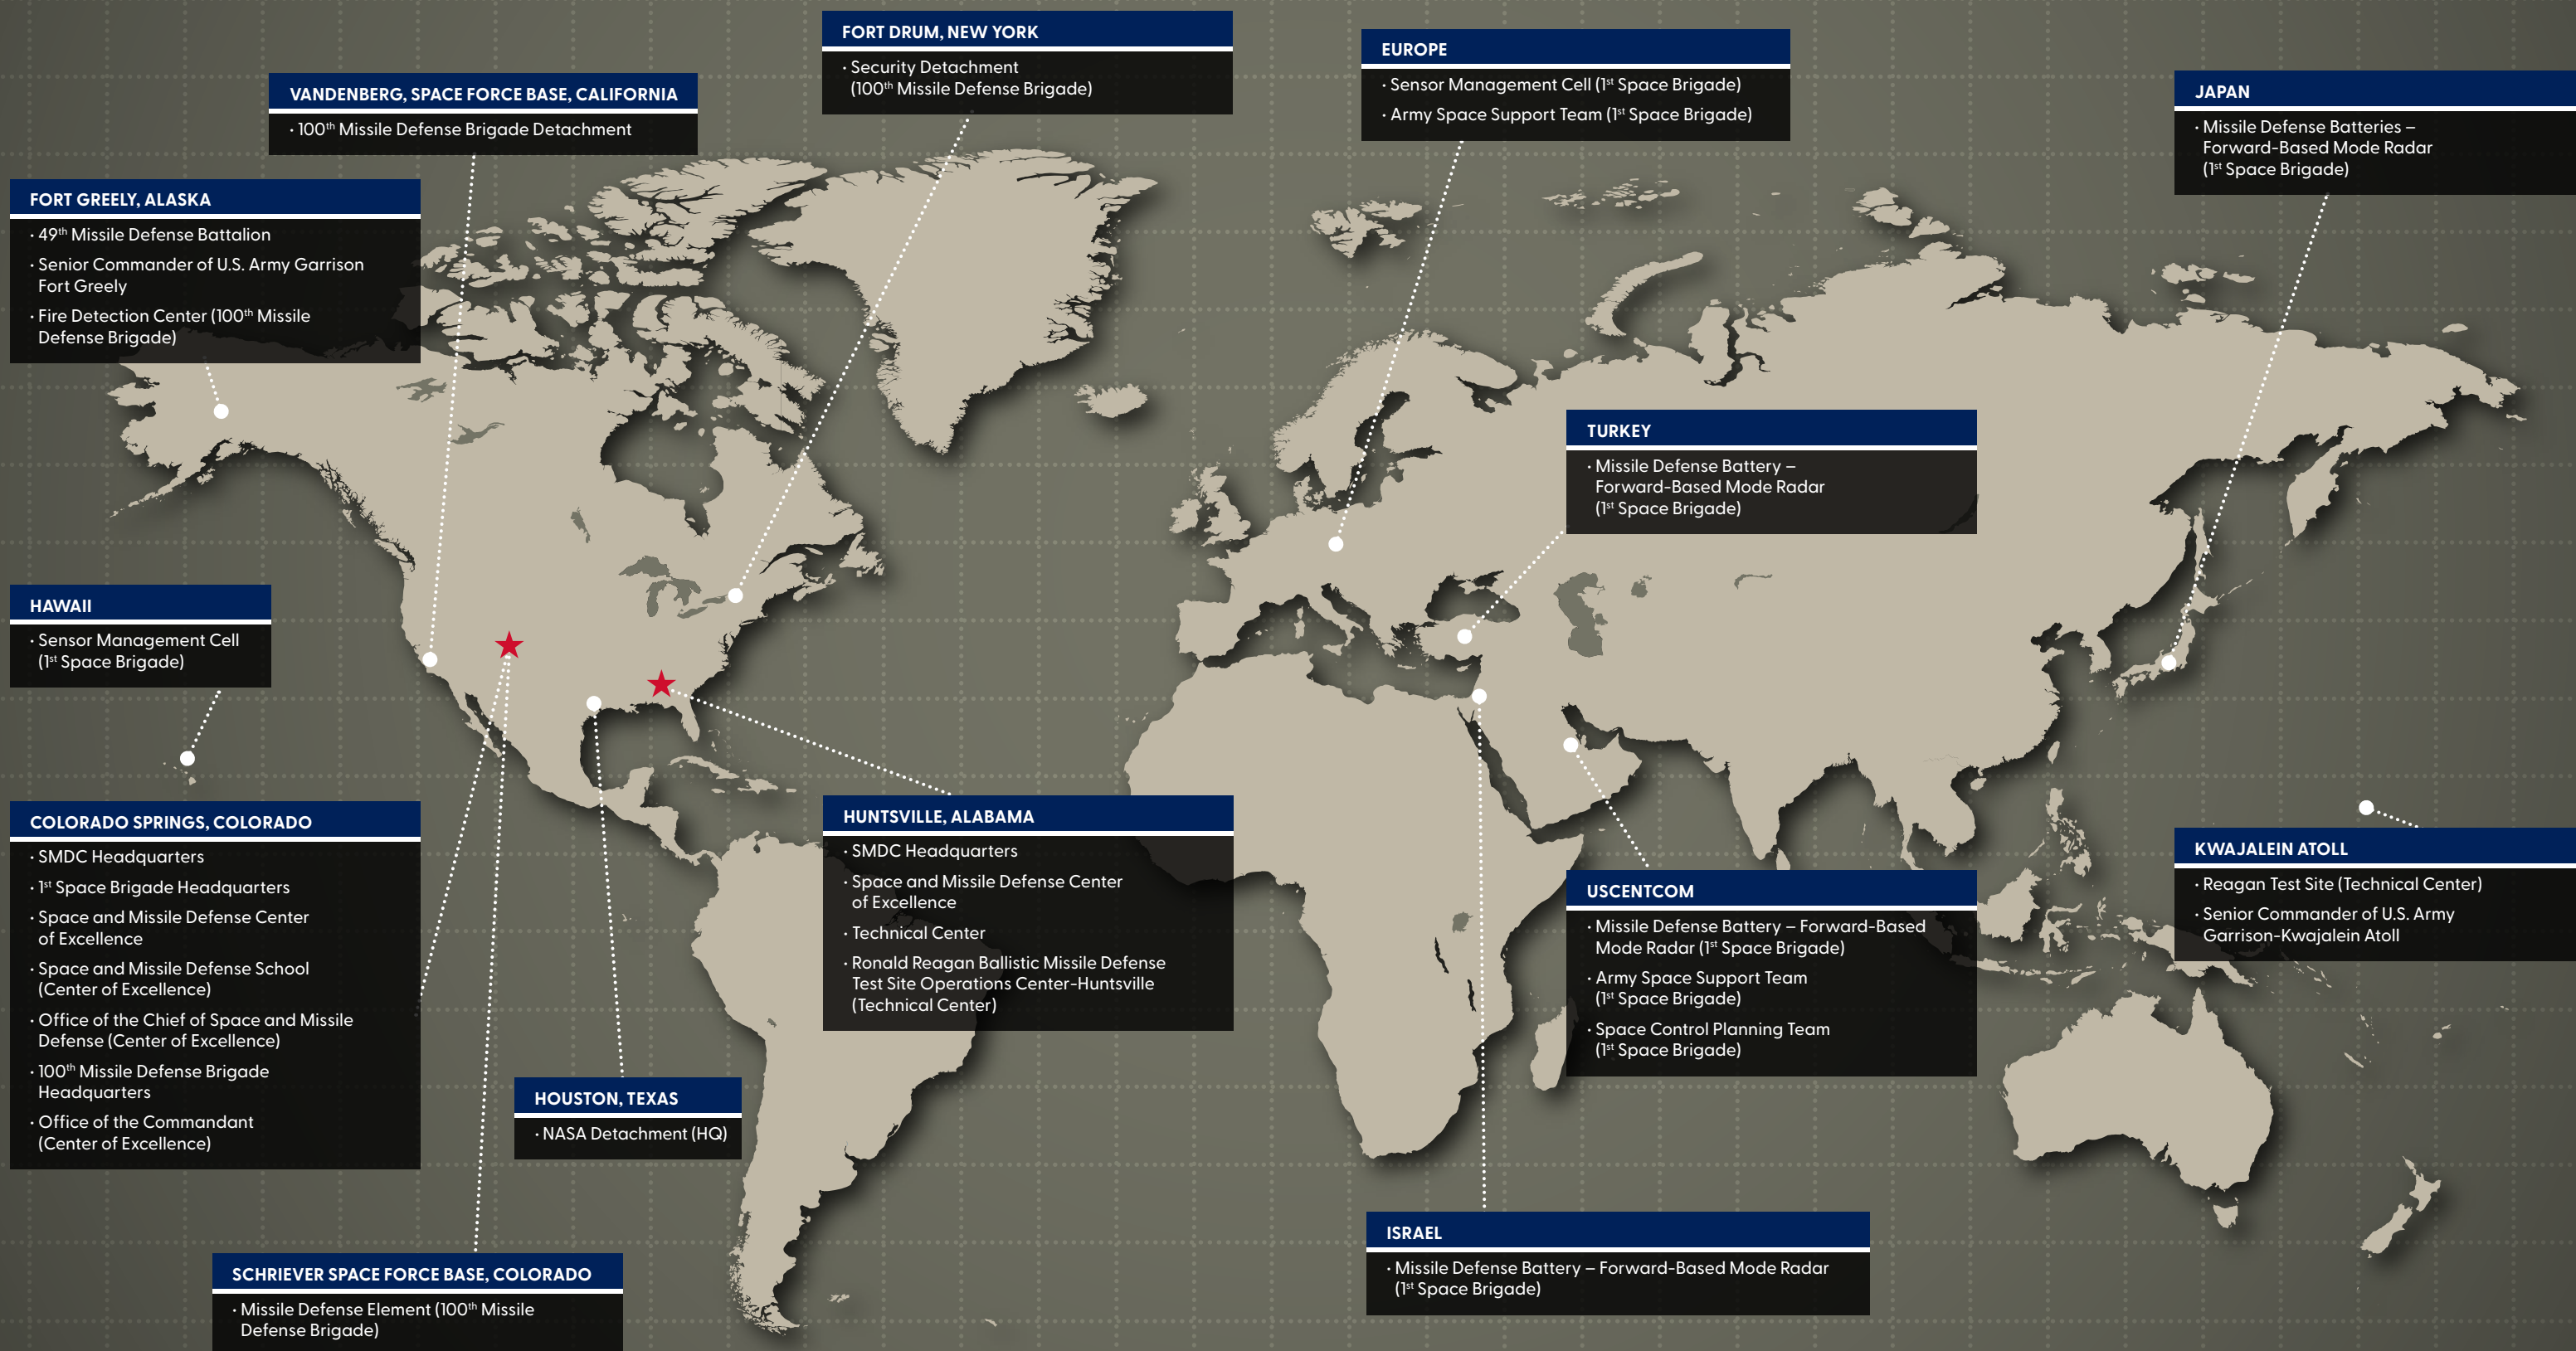 FORT DRUM, NEW YORK
· Security Detachment
(100th Missile Defense Brigade)
EUROPE
· Sensor Management Cell (1st Space Brigade)
· Army Space Support Team (1st Space Brigade)
VANDENBERG, SPACE FORCE BASE, CALIFORNIA
· 100th Missile Defense Brigade Detachment
JAPAN
· Missile Defense Batteries –
Forward-Based Mode Radar
(1st Space Brigade)
FORT GREELY, ALASKA
· 49th Missile Defense Battalion
· Senior Commander of U.S. Army Garrison
Fort Greely
· Fire Detection Center (100th Missile
Defense Brigade)
TURKEY
· Missile Defense Battery –
Forward-Based Mode Radar
(1st Space Brigade)
HAWAII
· Sensor Management Cell
(1st Space Brigade)
COLORADO SPRINGS, COLORADO
· SMDC Headquarters
· 1st Space Brigade Headquarters
· Space and Missile Defense Center
of Excellence
· Space and Missile Defense School
(Center of Excellence)
· Office of the Chief of Space and Missile
Defense (Center of Excellence)
· 100th Missile Defense Brigade
Headquarters
· Office of the Commandant
(Center of Excellence)
HUNTSVILLE, ALABAMA
· SMDC Headquarters
· Space and Missile Defense Center
of Excellence
· Technical Center
· Ronald Reagan Ballistic Missile Defense
Test Site Operations Center-Huntsville
(Technical Center)
USCENTCOM
· Missile Defense Battery – Forward-Based
Mode Radar (1st Space Brigade)
· Army Space Support Team
(1st Space Brigade)
· Space Control Planning Team
(1st Space Brigade)
KWAJALEIN ATOLL
· Reagan Test Site (Technical Center)
· Senior Commander of U.S. Army
Garrison-Kwajalein Atoll
HOUSTON, TEXAS
· NASA Detachment (HQ)
ISRAEL
· Missile Defense Battery – Forward-Based Mode Radar
(1st Space Brigade)
SCHRIEVER SPACE FORCE BASE, COLORADO
· Missile Defense Element (100th Missile
Defense Brigade)